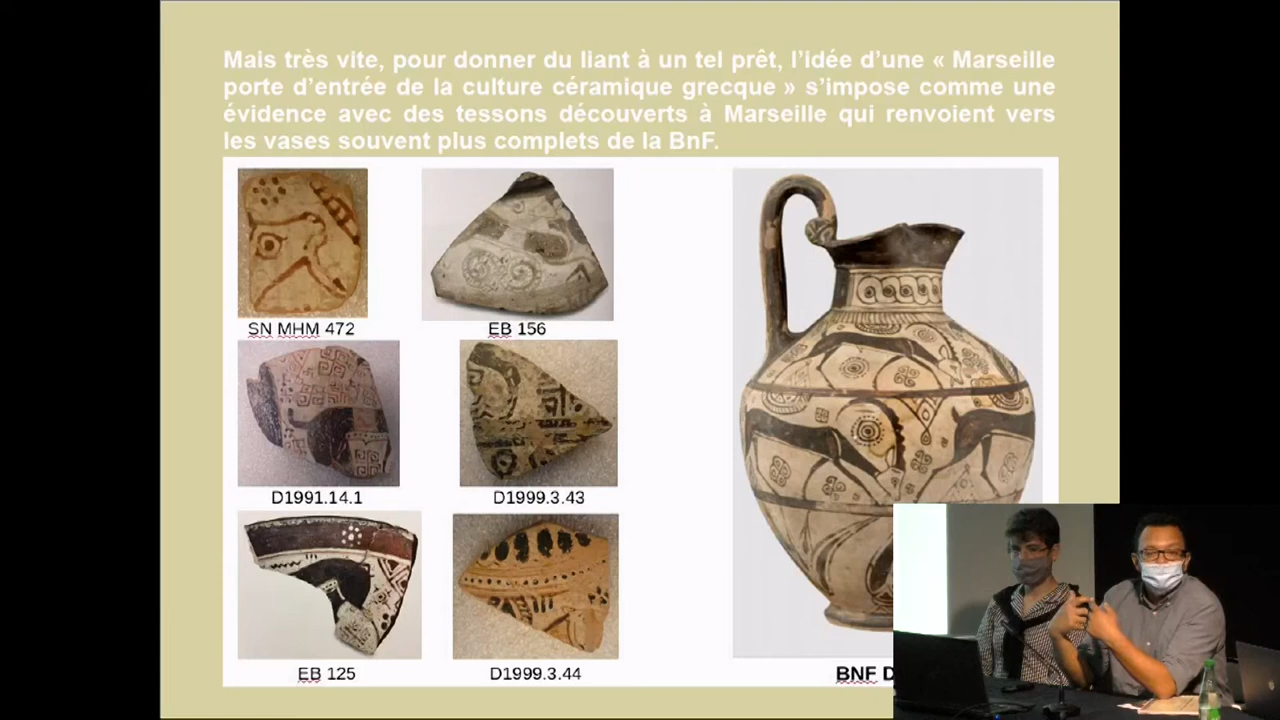 Mais très vite, pour donner du liant à un tel prêt, l’idée d’une « Marseille
porte d’entrée de la culture céramique grecque » s’impose comme une
évidence avec des tessons découverts à Marseille qui renvoient vers
les vases souvent plus complets de la BnF.
SN MHM 472
EB 156
D1991.14.1
D1999.3.43
EB 125
D1999.3.44
BNF D